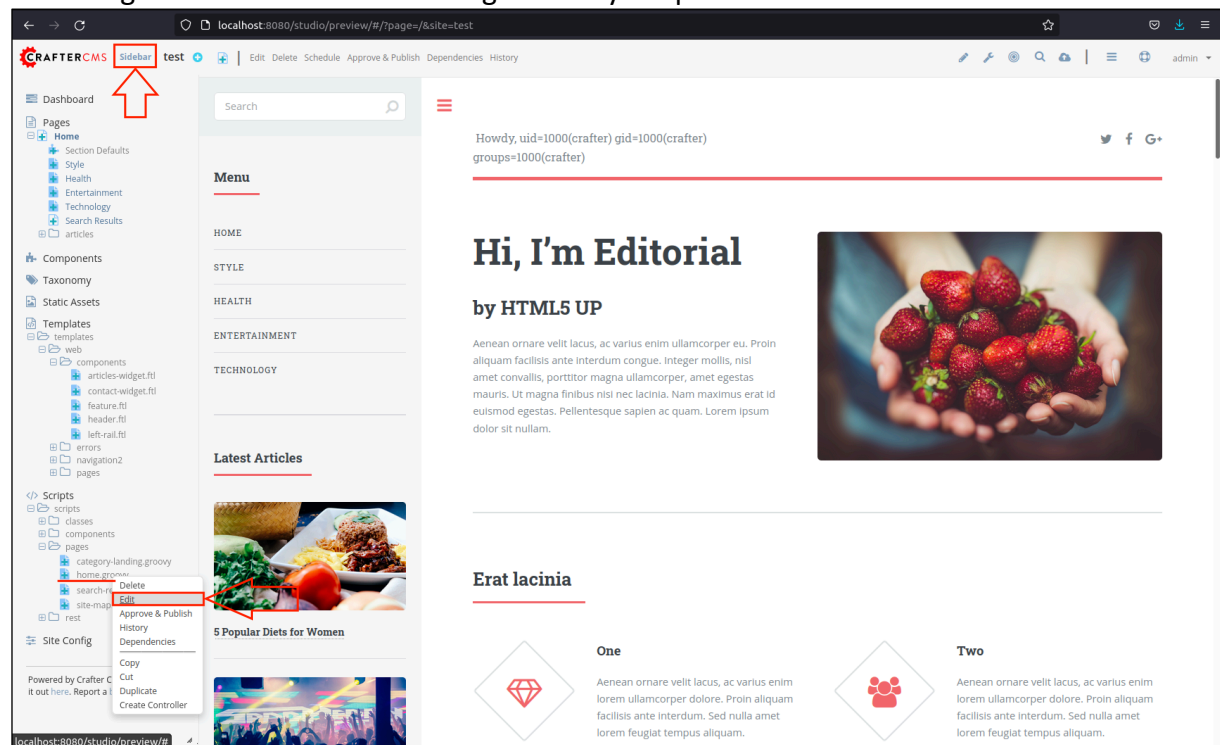 localhost:8080/studio/preview/#/?page=/&site=test
CRAFTERCMS Sidebar test Edit Delete Schedule Approve & Publish Dependencies History admin
Dashboard
Pages
Home
Section Defaults
Style
Health
Entertainment
Technology
Search Results
articles
Components
Taxonomy
Static Assets
Templates
templates
web
components
articles-widget.ftl
contact-widget.ftl
feature.ftl
header.ftl
left-rail.ftl
errors
navigation2
pages
Scripts
scripts
classes
components
pages
category-landing.groovy
home.groovy
search-re
site-map
rest
Site Config
Powered by Crafter C
it out here. Report a
localhost:8080/studio/preview/#
Delete
Edit
Approve & Publish
History
Dependencies
Copy
Cut
Duplicate
Create Controller
Search
Menu
HOME
STYLE
HEALTH
ENTERTAINMENT
TECHNOLOGY
Latest Articles
5 Popular Diets for Women
Howdy, uid=1000(crafter) gid=1000(crafter)
groups=1000(crafter)
Hi, I'm Editorial
by HTML5 UP
Aenean ornare velit lacus, ac varius enim ullamcorper eu. Proin
aliquam facilisis ante interdum congue. Integer mollis, nisl
amet convallis, porttitor magna ullamcorper, amet egestas
mauris. Ut magna finibus nisi nec lacinia. Nam maximus erat id
euismod egestas. Pellentesque sapien ac quam. Lorem ipsum
dolor sit nullam.
Erat lacinia
One
Aenean ornare velit lacus, ac varius enim
lorem ullamcorper dolore. Proin aliquam
facilisis ante interdum. Sed nulla amet
lorem feugiat tempus aliquam.
Two
Aenean ornare velit lacus, ac varius enim
lorem ullamcorper dolore. Proin aliquam
facilisis ante interdum. Sed nulla amet
lorem feugiat tempus aliquam.